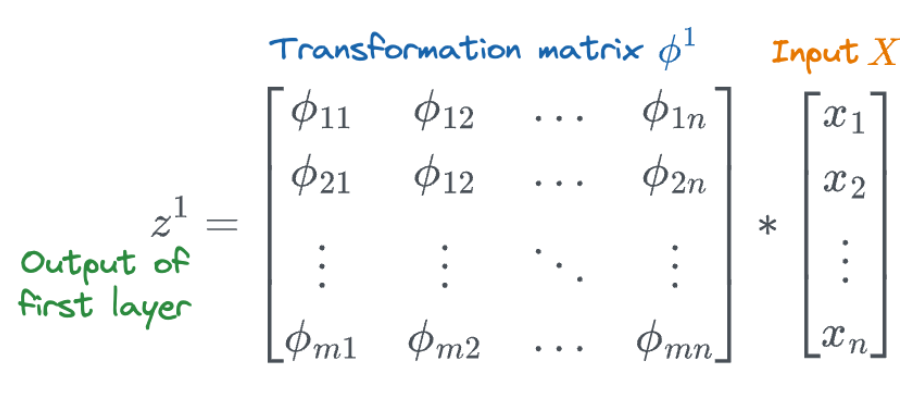 Transformation matrix ϕ¹ Input X
ϕ₁₁ ϕ₁₂ ⋯ ϕ₁ₙ x₁
ϕ₂₁ ϕ₁₂ ⋯ ϕ₂ₙ x₂
z¹ = *
⋮ ⋮ ⋱ ⋮ ⋮
Output of
first layer
ϕₘ₁ ϕₘ₂ ⋯ ϕₘₙ xₙ